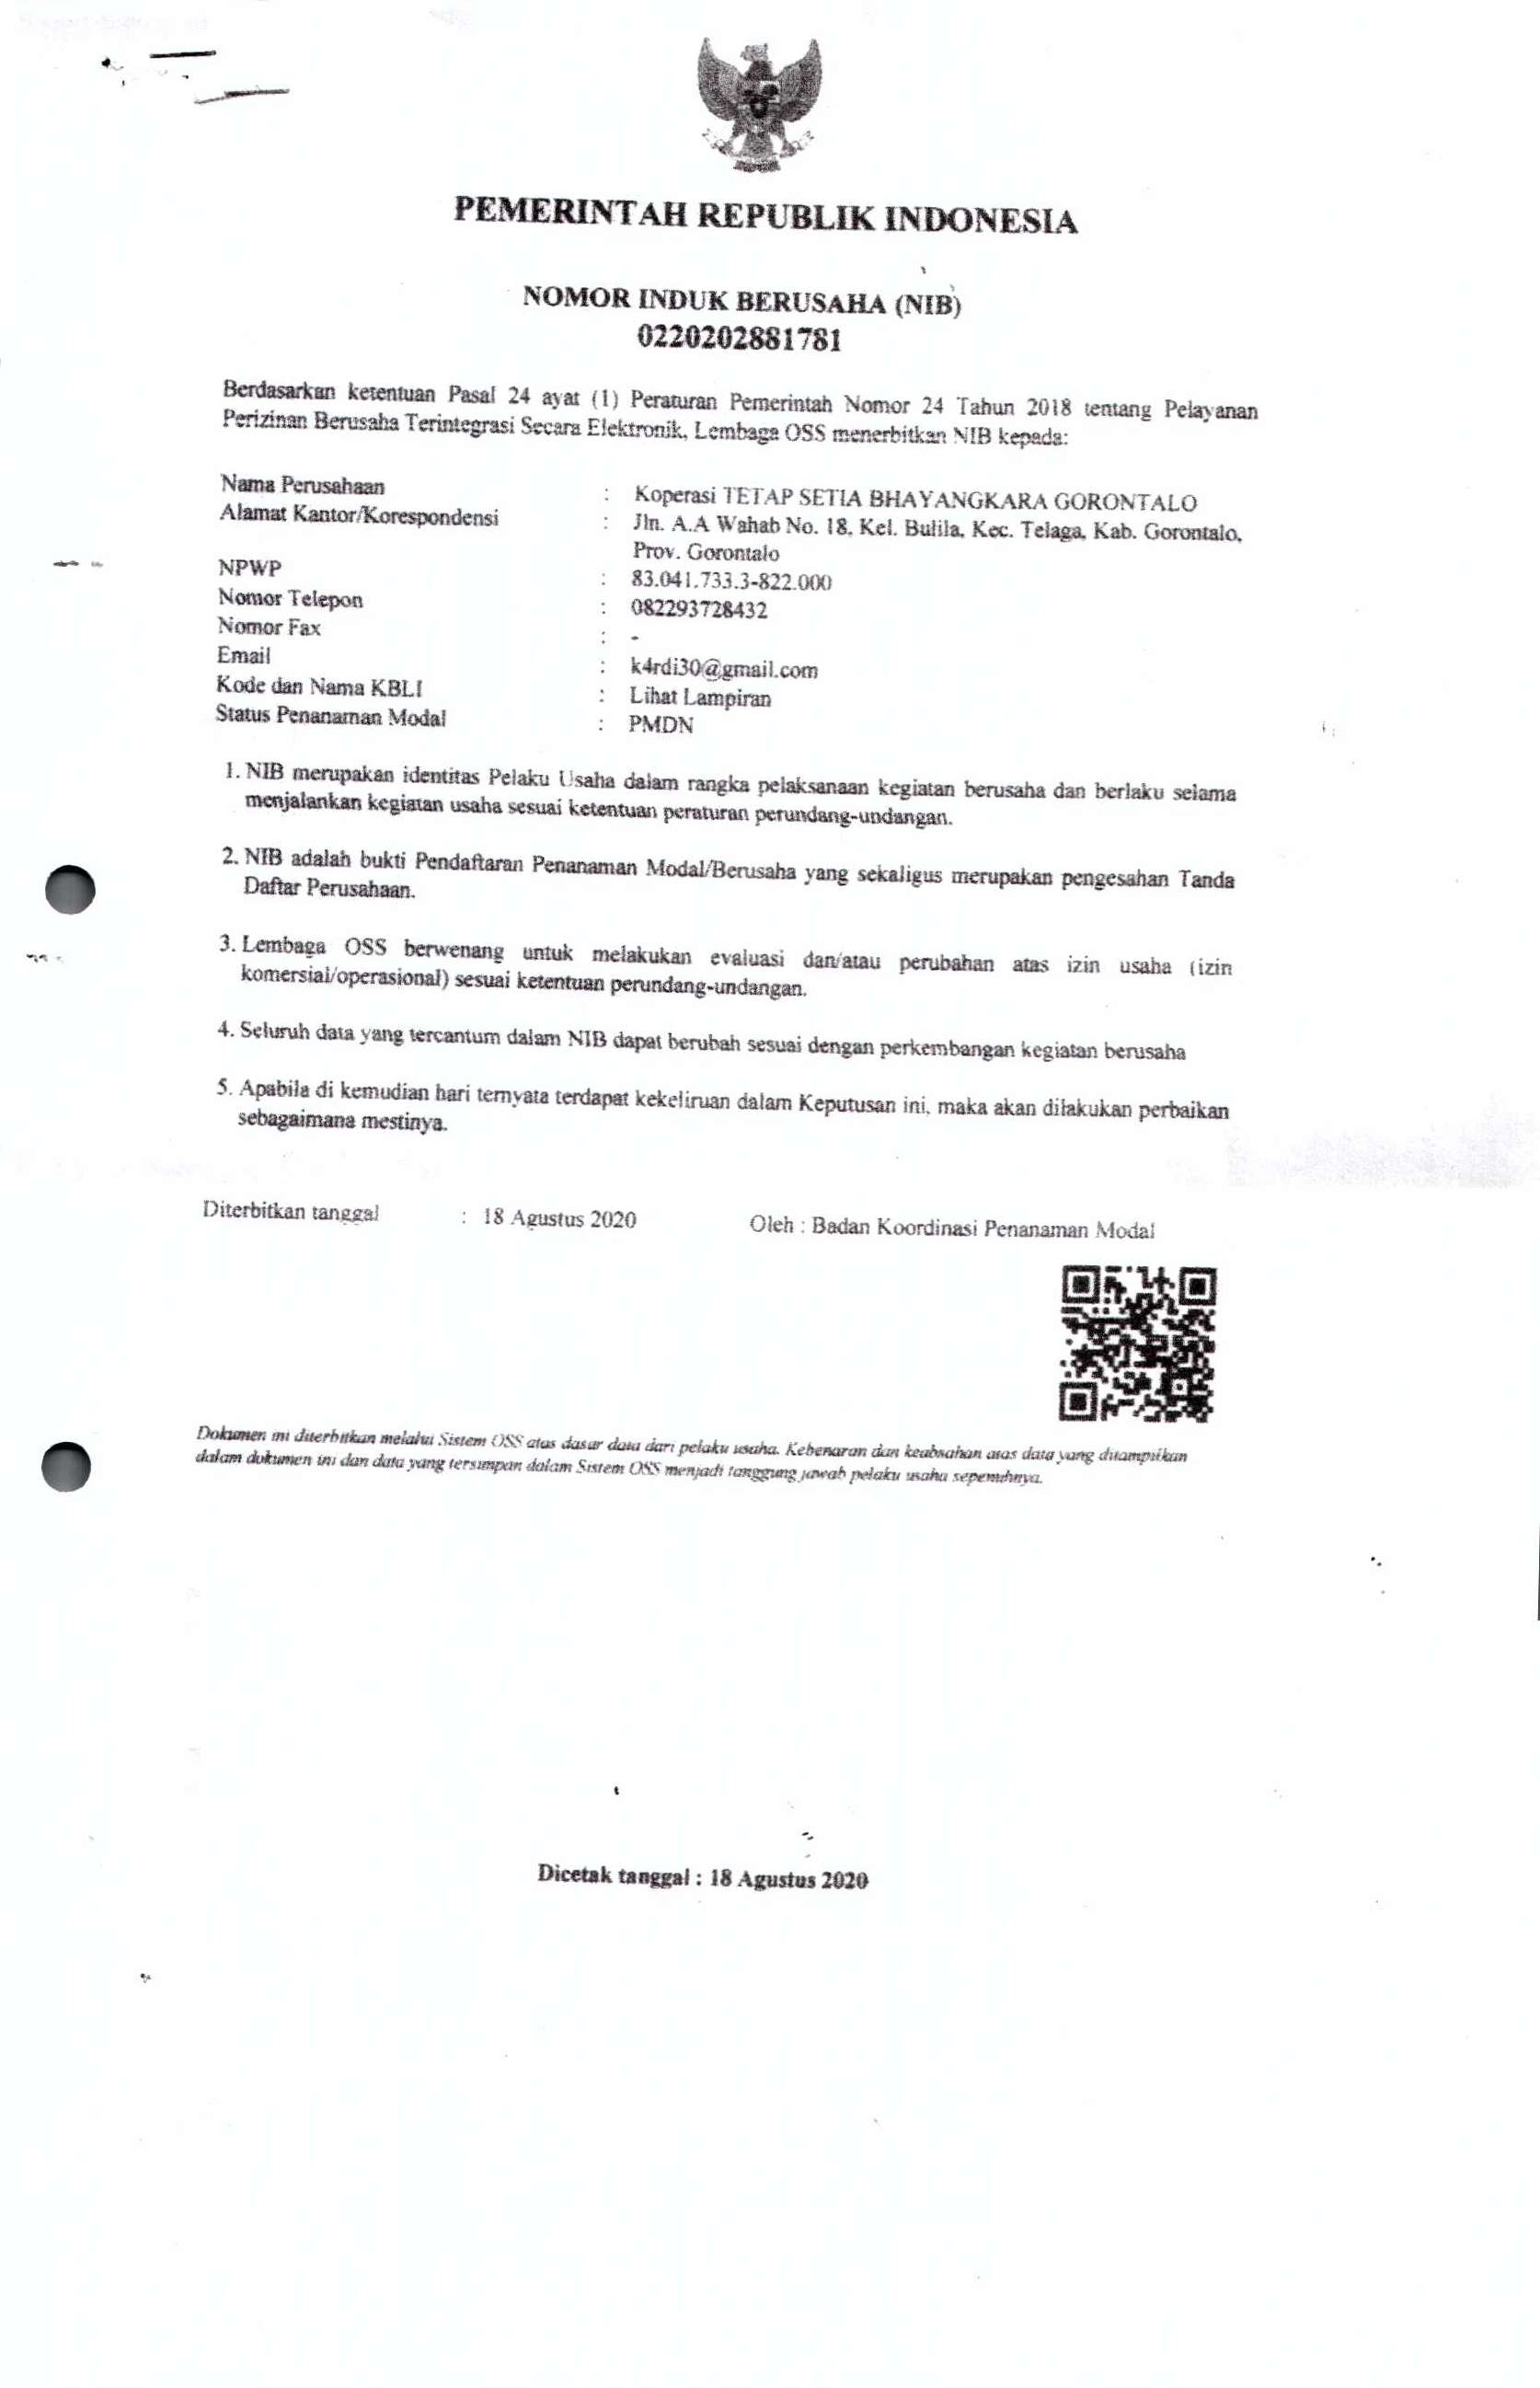 PEMERINTAH REPUBLIK INDONESIA
NOMOR INDUK BERUSAHA (NIB)
0220202881781
Berdasarkan ketentuan Pasal 24 ayat (1) Peraturan Pemerintah Nomor 24 Tahun 2018 tentang Pelayanan
Perizinan Berusaha Terintegrasi Secara Elektronik, Lembaga OSS menerbitkan NIB kepada:
Nama Perusahaan : Koperasi TETAP SETIA BHAYANGKARA GORONTALO
Alamat Kantor/Korespondensi : Jln. A.A Wahab No. 18, Kel. Bulila, Kec. Telaga, Kab. Gorontalo,
Prov. Gorontalo
NPWP : 83.041.733.3-822.000
Nomor Telepon : 082293728432
Nomor Fax : -
Email : k4rdi30@gmail.com
Kode dan Nama KBLI : Lihat Lampiran
Status Penanaman Modal : PMDN
1. NIB merupakan identitas Pelaku Usaha dalam rangka pelaksanaan kegiatan berusaha dan berlaku selama
menjalankan kegiatan usaha sesuai ketentuan peraturan perundang-undangan.
2. NIB adalah bukti Pendaftaran Penanaman Modal/Berusaha yang sekaligus merupakan pengesahan Tanda
Daftar Perusahaan.
3. Lembaga OSS berwenang untuk melakukan evaluasi dan/atau perubahan atas izin usaha (izin
komersial/operasional) sesuai ketentuan perundang-undangan.
4. Seluruh data yang tercantum dalam NIB dapat berubah sesuai dengan perkembangan kegiatan berusaha
5. Apabila di kemudian hari ternyata terdapat kekeliruan dalam Keputusan ini, maka akan dilakukan perbaikan
sebagaimana mestinya.
Diterbitkan tanggal : 18 Agustus 2020 Oleh : Badan Koordinasi Penanaman Modal
Dokumen ini diterbitkan melalui Sistem OSS atas dasar data dari pelaku usaha. Kebenaran dan keabsahan atas data yang ditampilkan
dalam dokumen ini dan data yang tersimpan dalam Sistem OSS menjadi tanggung jawab pelaku usaha sepenuhnya.
Dicetak tanggal : 18 Agustus 2020